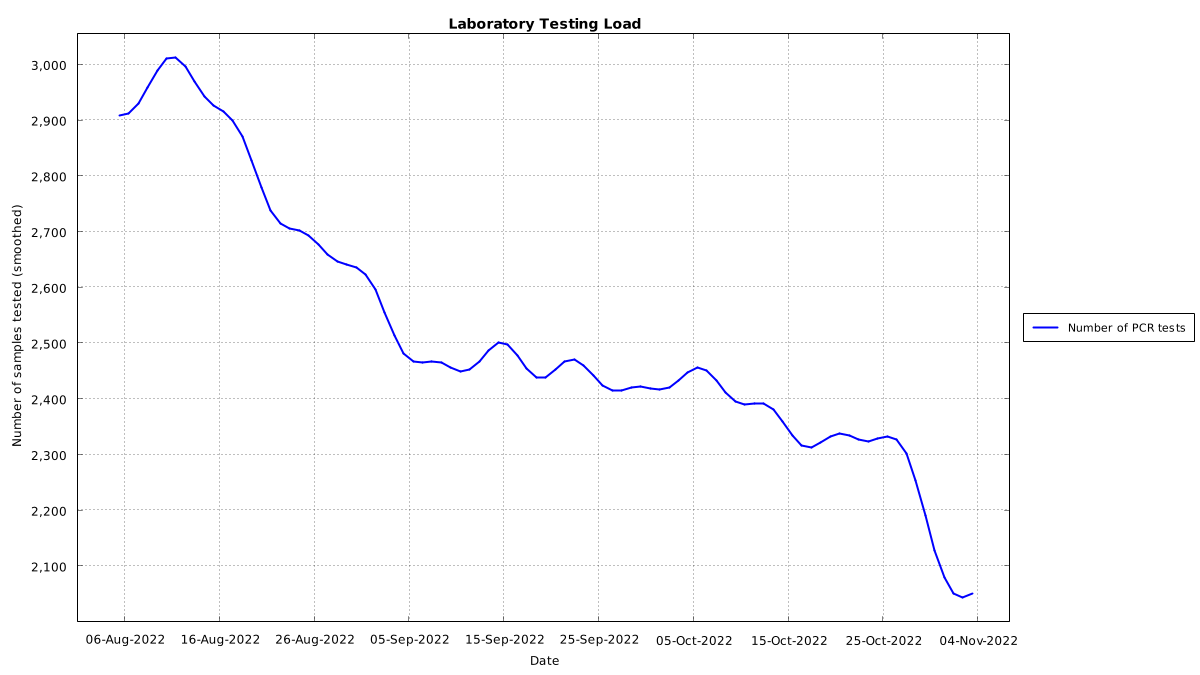 Laboratory Testing Load
Number of samples tested (smoothed)
3,000
2,900
2,800
2,700
2,600
2,500
2,400
2,300
2,200
2,100
06-Aug-2022 16-Aug-2022 26-Aug-2022 05-Sep-2022 15-Sep-2022 25-Sep-2022 05-Oct-2022 15-Oct-2022 25-Oct-2022 04-Nov-2022
Date
Number of PCR tests